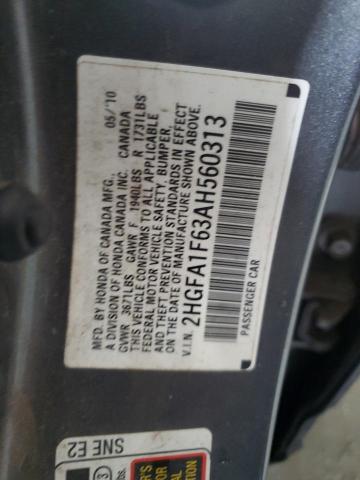 MFD. BY HONDA OF CANADA MFG., 05/'10
A DIVISION OF HONDA CANADA INC. CANADA
GVWR 3671LBS GAWR F 1940LBS R 1731LBS
THIS VEHICLE CONFORMS TO ALL APPLICABLE
FEDERAL MOTOR VEHICLE SAFETY, BUMPER,
AND THEFT PREVENTION STANDARDS IN EFFECT
ON THE DATE OF MANUFACTURE SHOWN ABOVE.
V.I.N. 2HGFA1F63AH560313
PASSENGER CAR
SNE E2